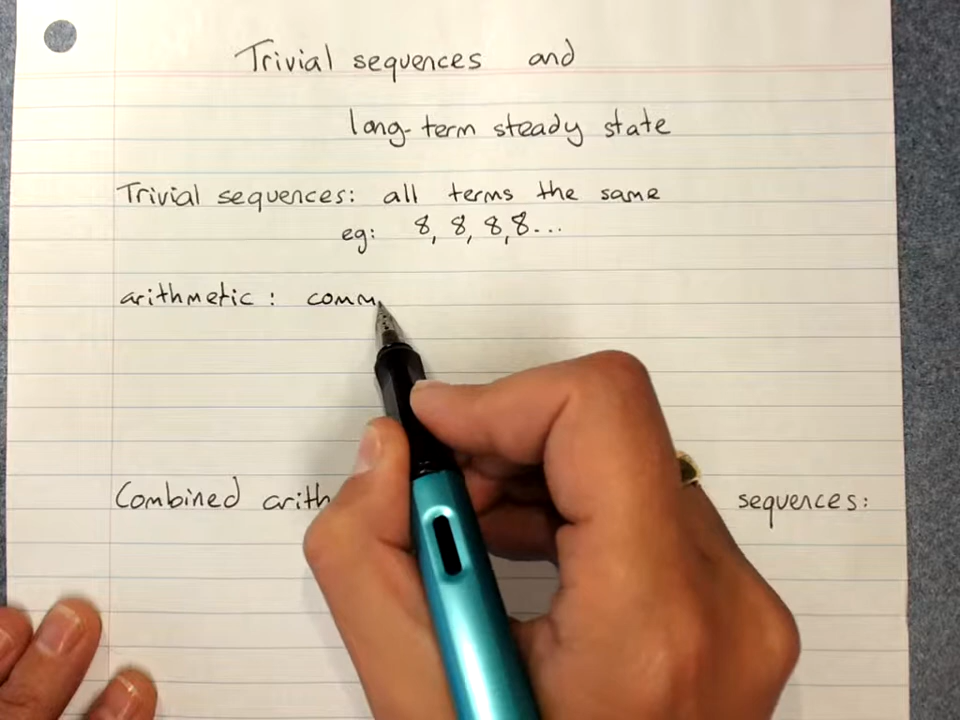 Trivial sequences and
long-term steady state
Trivial sequences: all terms the same
eg: 8, 8, 8, 8...
arithmetic: comm
Combined arith sequences: